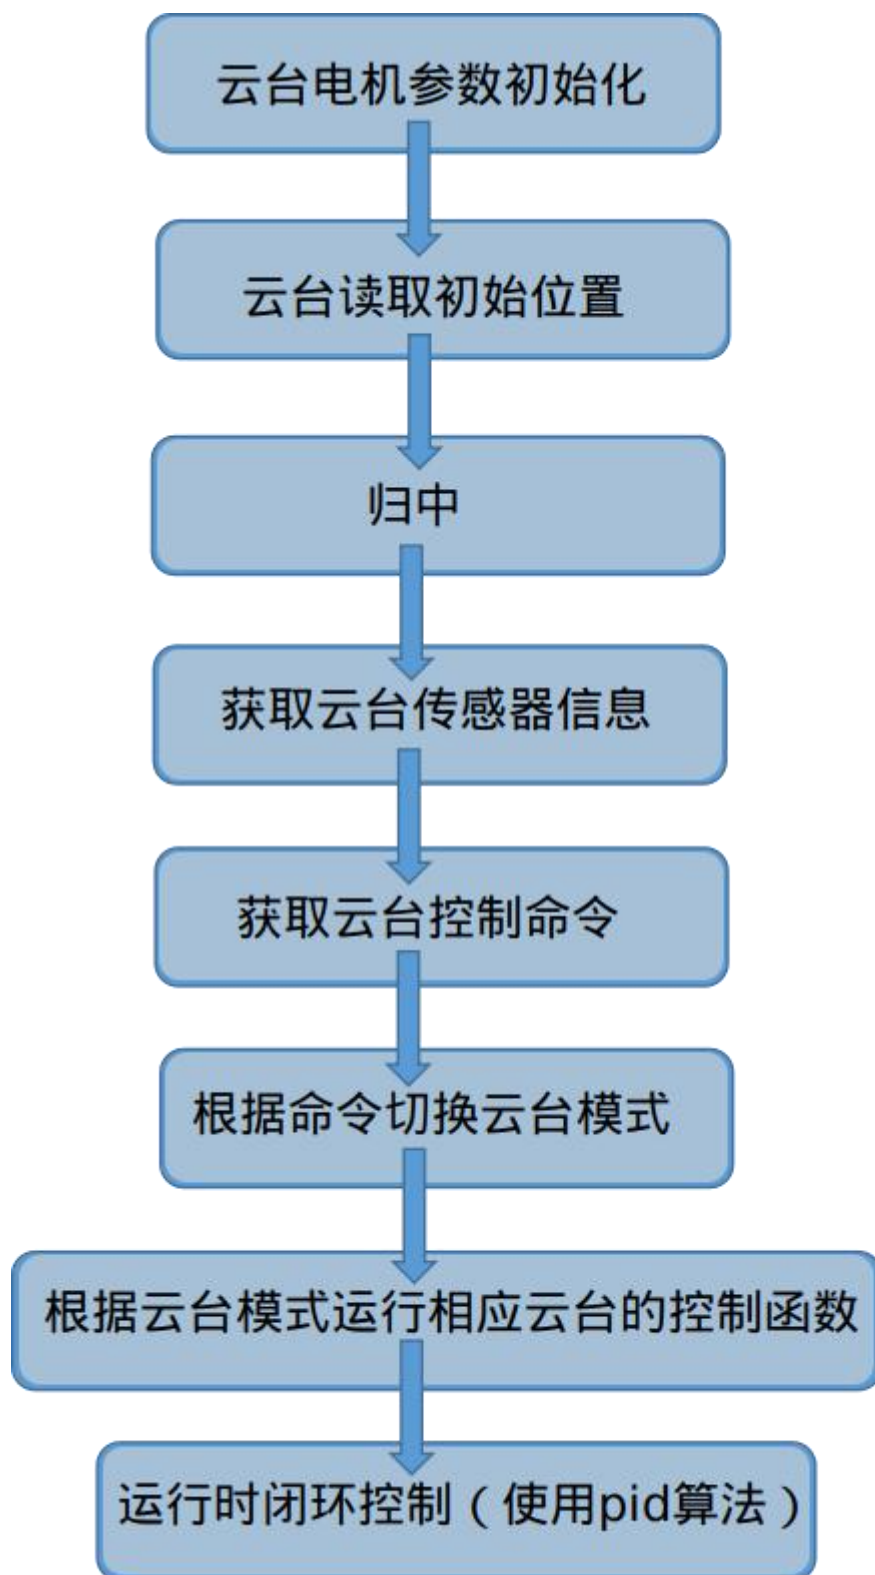 云台电机参数初始化
云台读取初始位置
归中
获取云台传感器信息
获取云台控制命令
根据命令切换云台模式
根据云台模式运行相应云台的控制函数
运行时闭环控制（使用pid算法）